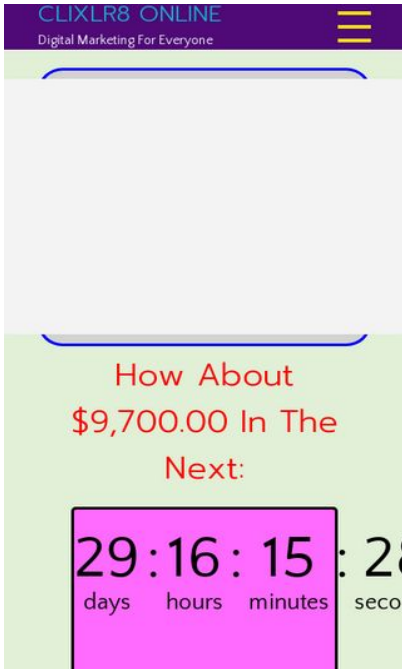 CLIXLR8 ONLINE
Digital Marketing For Everyone
How About
$9,700.00 In The
Next:
29 : 16 : 15 : 28
days hours minutes